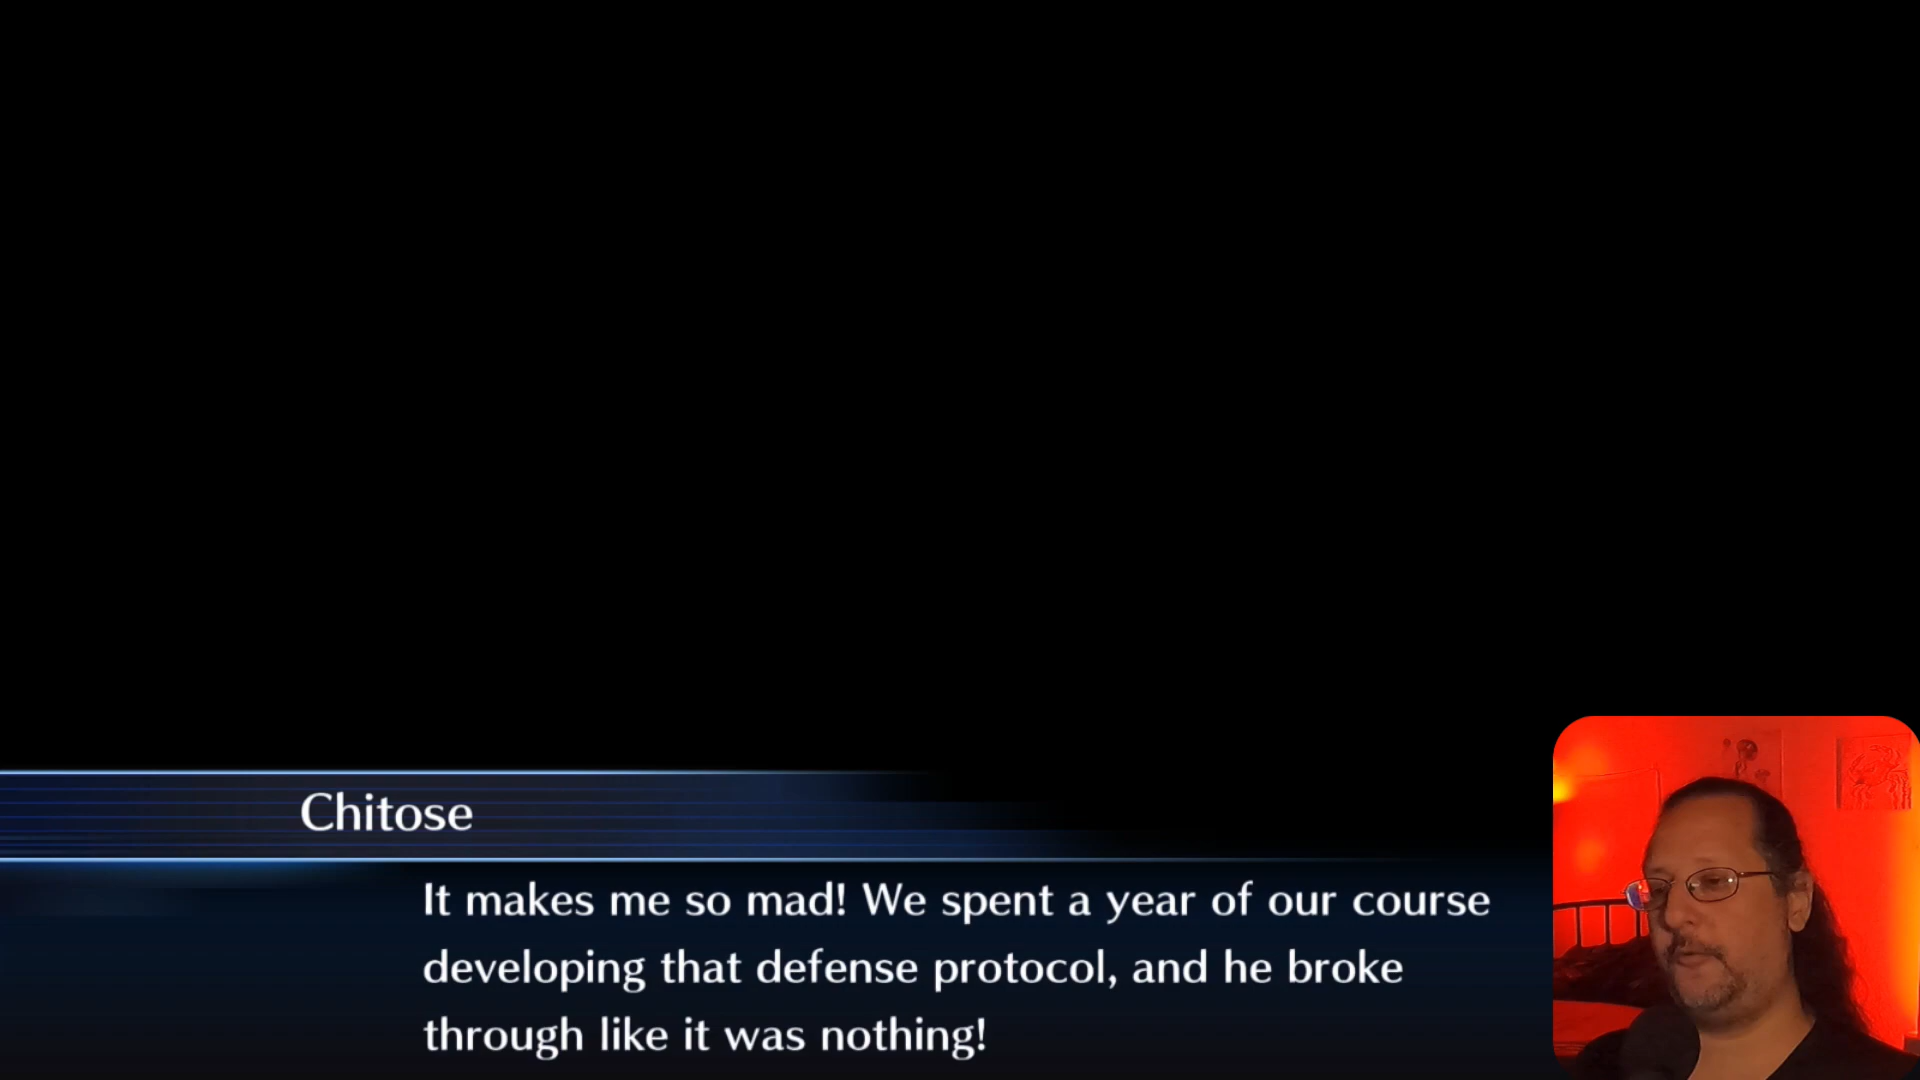 Chitose
It makes me so mad! We spent a year of our course
developing that defense protocol, and he broke
through like it was nothing!